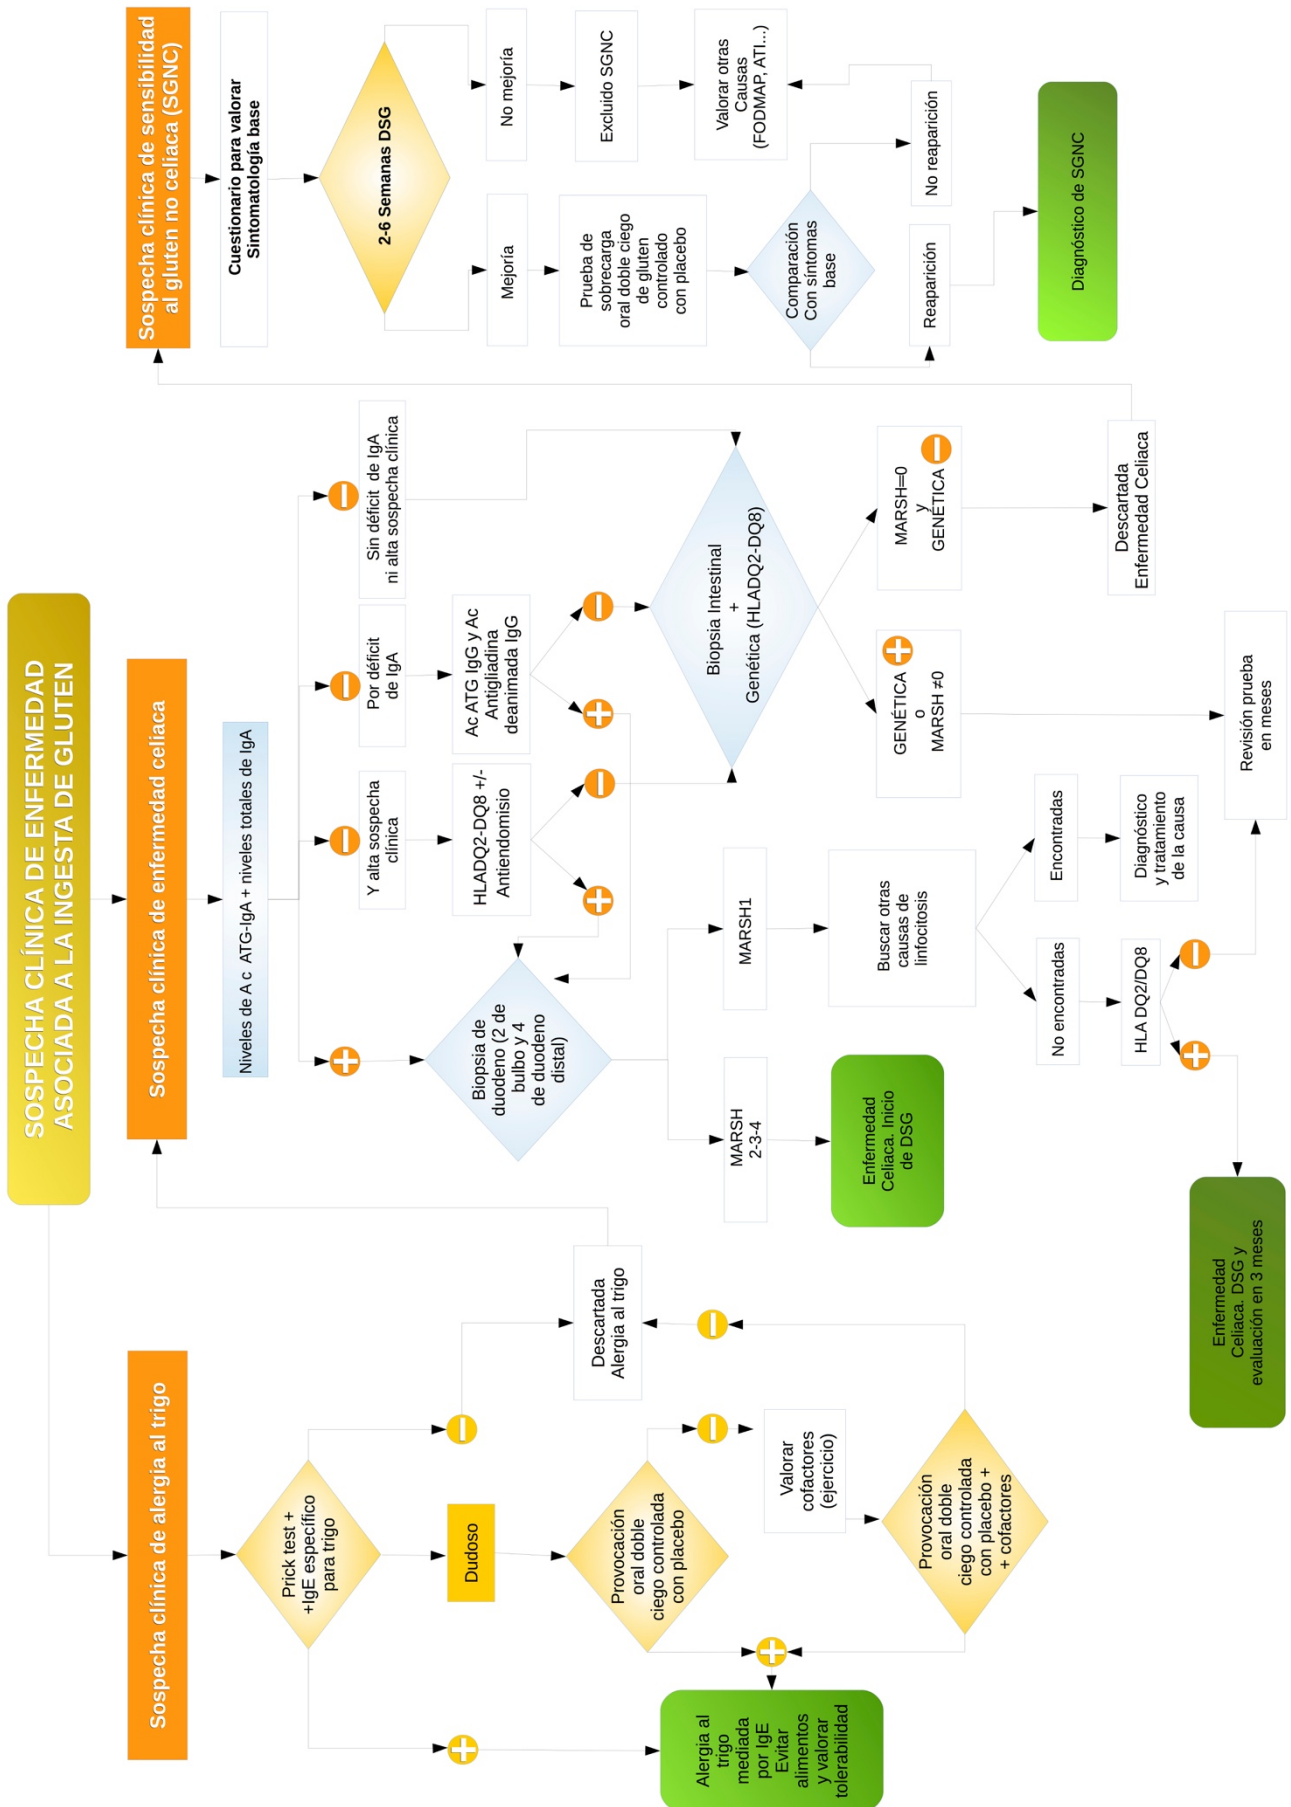 SOSPECHA CLÍNICA DE ENFERMEDAD
ASOCIADA A LA INGESTA DE GLUTEN
Sospecha clínica de alergia al trigo
Prick test +
+IgE específico
para trigo
Dudoso
Provocación
oral doble
ciego controlada
con placebo
Valorar
cofactores
(ejercicio)
Provocación
oral doble
ciego controlada
con placebo +
+ cofactores
Alergia al
trigo
mediada
por IgE
Evitar
alimentos
y valorar
tolerabilidad
Descartada
Alergia al trigo
Sospecha clínica de enfermedad celiaca
Niveles de A c ATG-IgA + niveles totales de IgA
Y alta sospecha
clínica
Por déficit
de IgA
Sin déficit de IgA
ni alta sospecha clínica
HLADQ2-DQ8 +/-
Antiendomisio
Ac ATG IgG y Ac
Antigliadina
deanimada IgG
Biopsia de
duodeno (2 de
bulbo y 4
de duodeno
distal)
Biopsia Intestinal
+
Genética (HLADQ2-DQ8)
MARSH
2-3-4
MARSH1
GENÉTICA
o
MARSH ≠0
MARSH=0
y
GENÉTICA
Enfermedad
Celiaca. Inicio
de DSG
Buscar otras
causas de
linfocitosis
No encontradas
Encontradas
HLA DQ2/DQ8
Diagnóstico
y tratamiento
de la causa
Descartada
Enfermedad Celiaca
Revisión prueba
en meses
Enfermedad
Celiaca. DSG y
evaluación en 3 meses
Sospecha clínica de sensibilidad
al gluten no celiaca (SGNC)
Cuestionario para valorar
Sintomatología base
2-6 Semanas DSG
Mejoría
No mejoría
Prueba de
sobrecarga
oral doble ciego
de gluten
controlado
con placebo
Excluido SGNC
Comparación
Con síntomas
base
Valorar otras
Causas
(FODMAP, ATI...)
Reaparición
No reaparición
Diagnóstico de SGNC